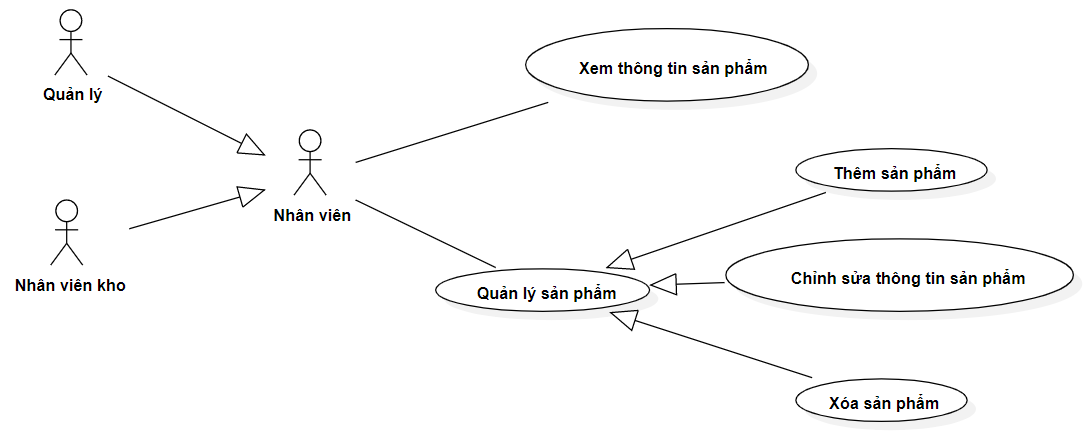 Quản lý
Xem thông tin sản phẩm
Thêm sản phẩm
Nhân viên
Nhân viên kho
Chỉnh sửa thông tin sản phẩm
Quản lý sản phẩm
Xóa sản phẩm